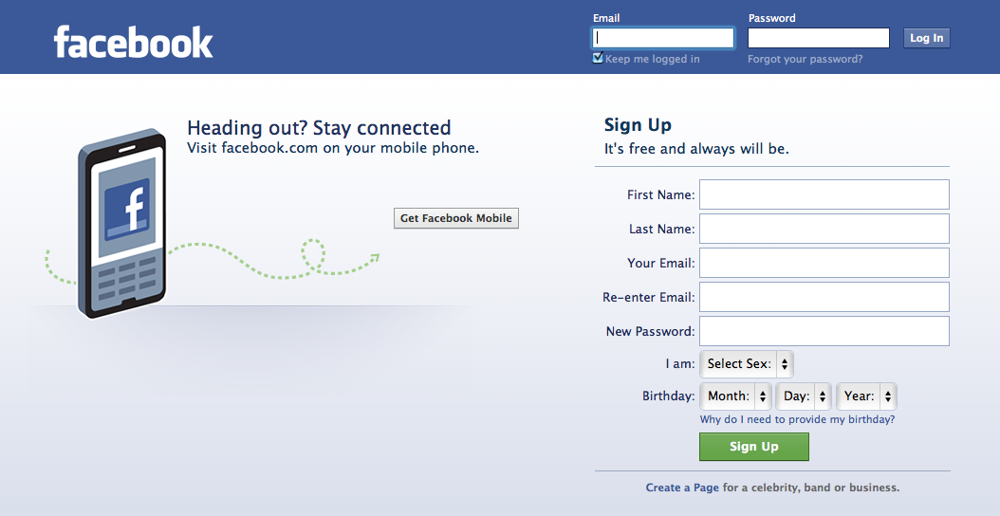 facebook
Email
Password
Log In
Keep me logged in
Forgot your password?
Heading out? Stay connected
Visit facebook.com on your mobile phone.
f
Get Facebook Mobile
Sign Up
It's free and always will be.
First Name:
Last Name:
Your Email:
Re-enter Email:
New Password:
I am: Select Sex:
Birthday: Month: Day: Year:
Why do I need to provide my birthday?
Sign Up
Create a Page for a celebrity, band or business.